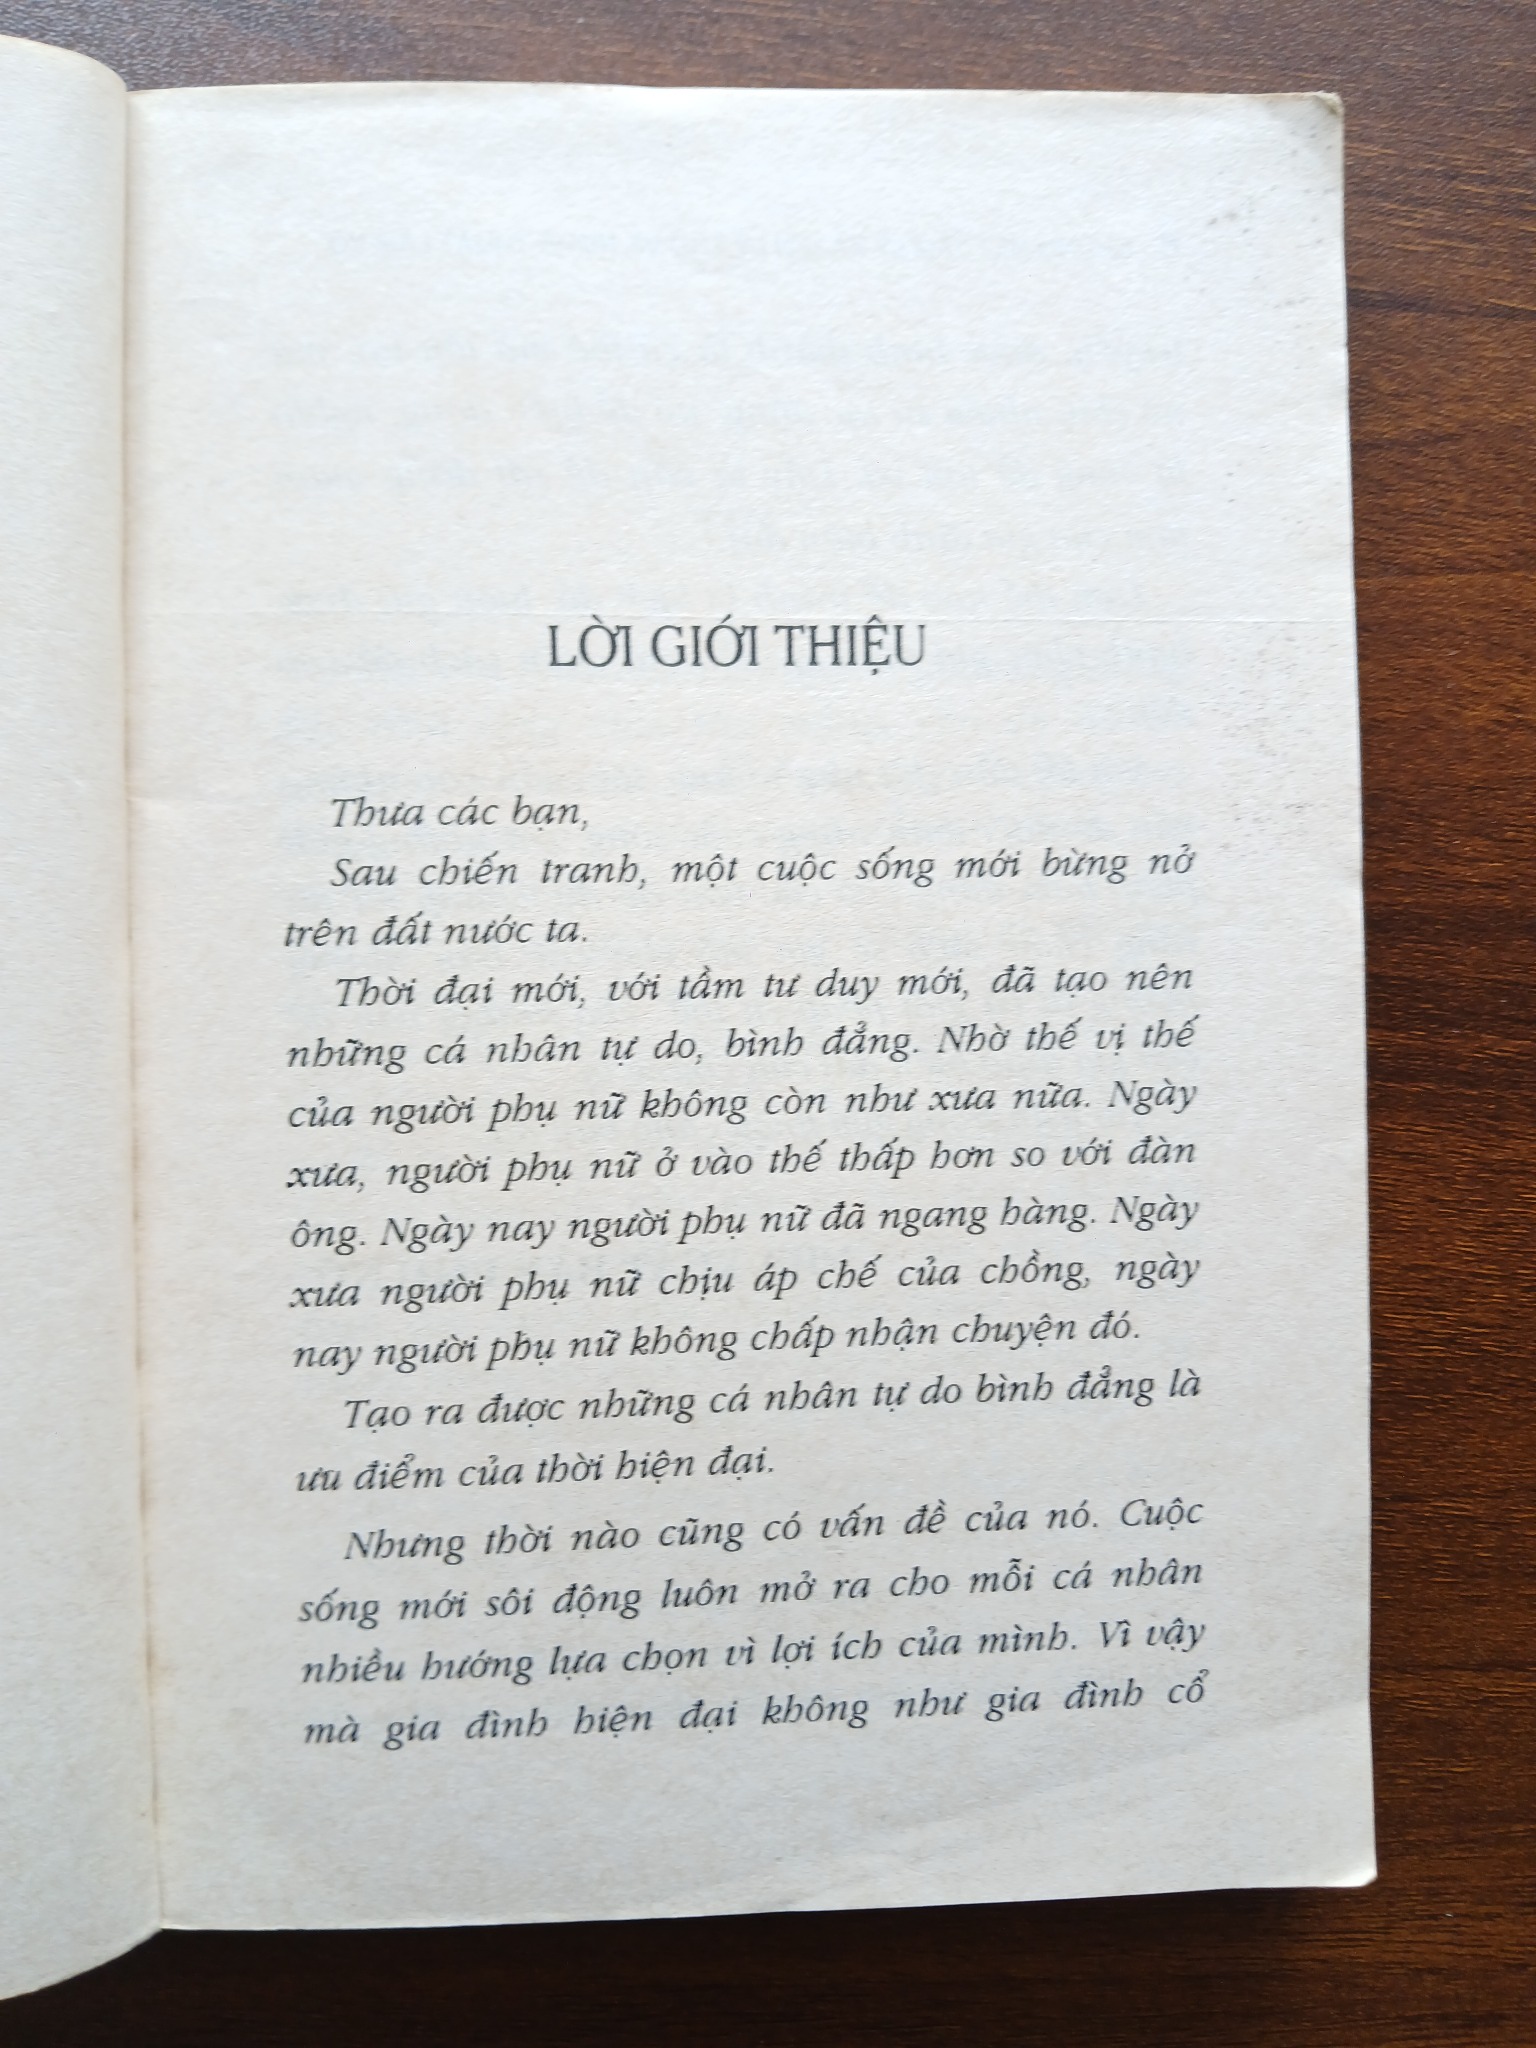 LỜI GIỚI THIỆU
Thưa các bạn,
Sau chiến tranh, một cuộc sống mới bừng nở
trên đất nước ta.
Thời đại mới, với tầm tư duy mới, đã tạo nên
những cá nhân tự do, bình đẳng. Nhờ thế vị thế
của người phụ nữ không còn như xưa nữa. Ngày
xưa, người phụ nữ ở vào thế thấp hơn so với đàn
ông. Ngày nay người phụ nữ đã ngang hàng. Ngày
xưa người phụ nữ chịu áp chế của chồng, ngày
nay người phụ nữ không chấp nhận chuyện đó.
Tạo ra được những cá nhân tự do bình đẳng là
ưu điểm của thời hiện đại.
Nhưng thời nào cũng có vấn đề của nó. Cuộc
sống mới sôi động luôn mở ra cho mỗi cá nhân
nhiều hướng lựa chọn vì lợi ích của mình. Vì vậy
mà gia đình hiện đại không như gia đình cổ